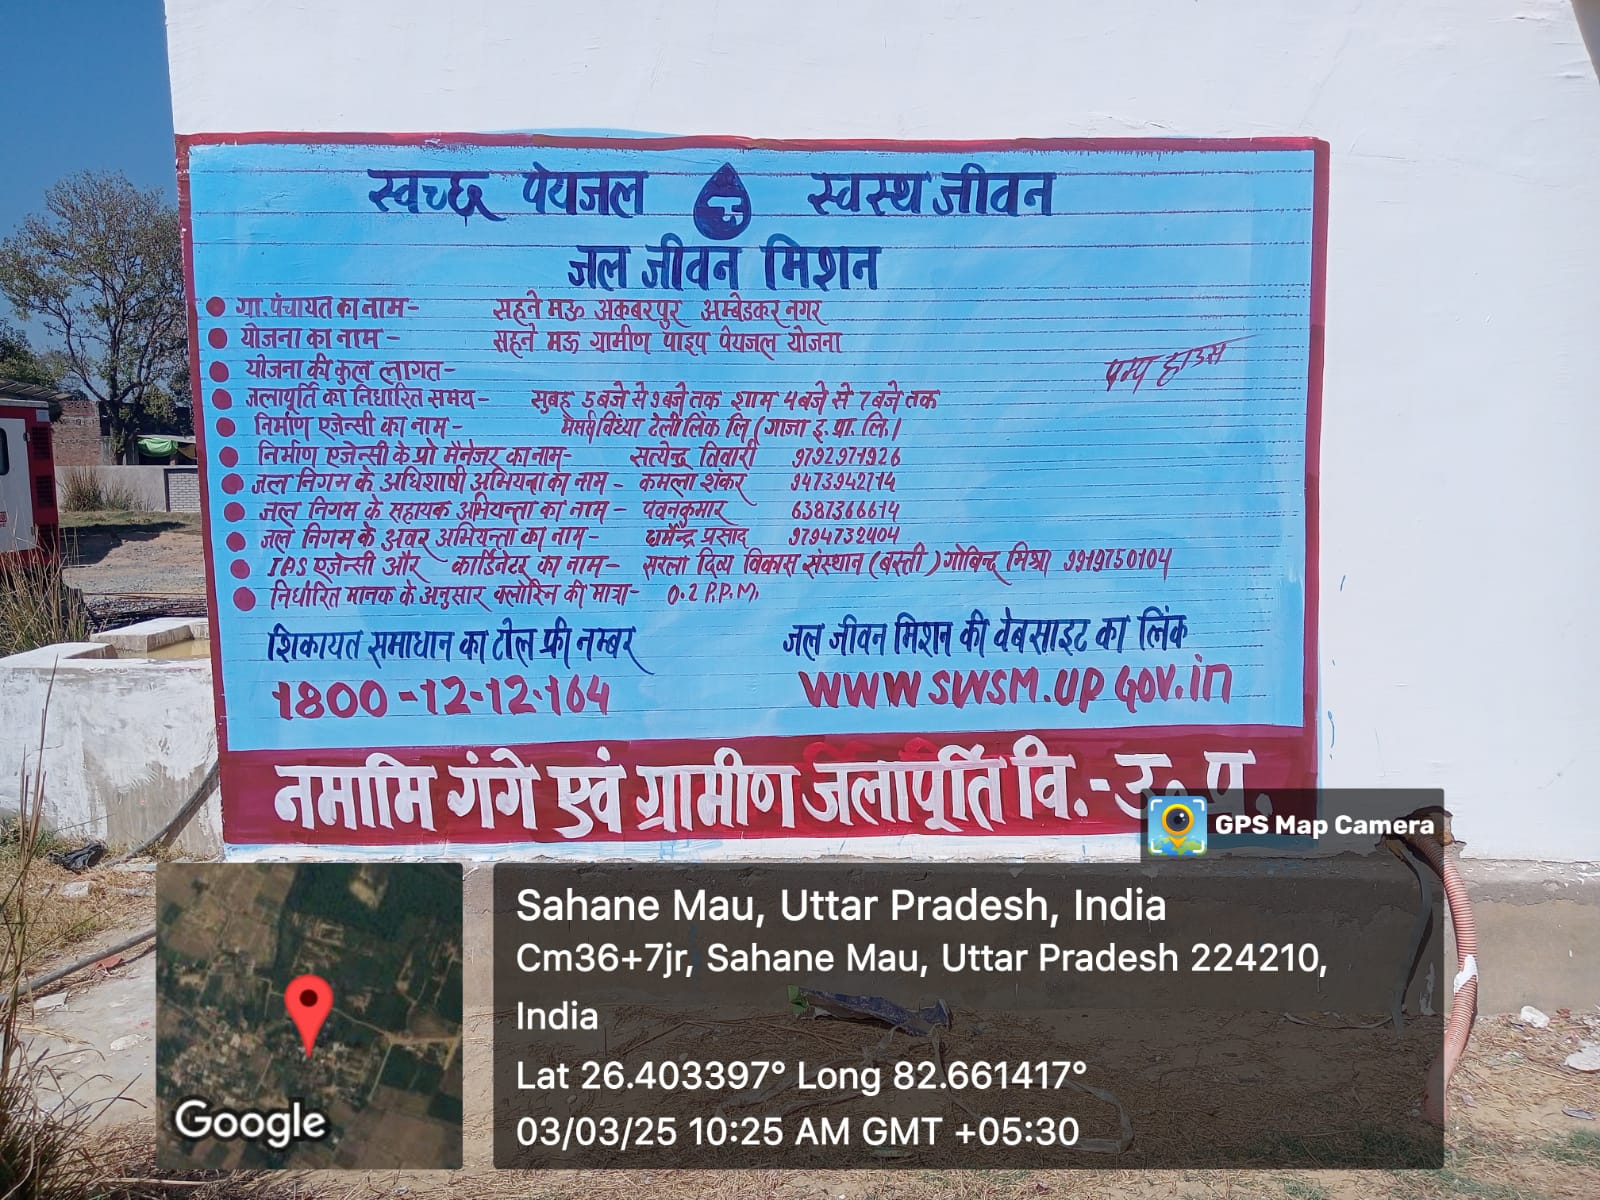 स्वच्छ पेयजल स्वस्थ जीवन
जल जीवन मिशन
ग्रा. पंचायत का नाम- सहने मऊ अकबरपुर अम्बेडकर नगर
योजना का नाम - सहने मऊ ग्रामीण पाइप पेयजल योजना
योजना की कुल लागत-
पम्प हाउस
जलापूर्ति का निर्धारित समय- सुबह 5 बजे से 9 बजे तक शाम 4 बजे से 7 बजे तक
निर्माण एजेन्सी का नाम- मैसर्स विंध्या टेलीलिंक लि (गाजा इ. प्रा. लि.)
निर्माण एजेन्सी के प्रो मैनेजर का नाम- सत्येन्द्र तिवारी 9792971926
जल निगम के अधिशाषी अभियन्ता का नाम - कमला शंकर 9473942714
जल निगम के सहायक अभियन्ता का नाम - पवन कुमार 6387366614
जल निगम के अवर अभियन्ता का नाम- धर्मेन्द्र प्रसाद 9794732404
IAS एजेन्सी और कार्डिनेटर का नाम- सरला दिव्य विकास संस्थान (बस्ती) गोबिन्द मिश्रा 9919750104
निर्धारित मानक के अनुसार क्लोरिन की मात्रा- 0.2 P.P.M.
शिकायत समाधान का टोल फ्री नम्बर
1800-12-12-164
जल जीवन मिशन की वेबसाइट का लिंक
WWW SWSM.UP GOV.in
नमामि गंगे एवं ग्रामीण जलापूर्ति वि.-उ. प.
GPS Map Camera
Sahane Mau, Uttar Pradesh, India
Cm36+7jr, Sahane Mau, Uttar Pradesh 224210,
India
Lat 26.403397° Long 82.661417°
03/03/25 10:25 AM GMT +05:30
Google